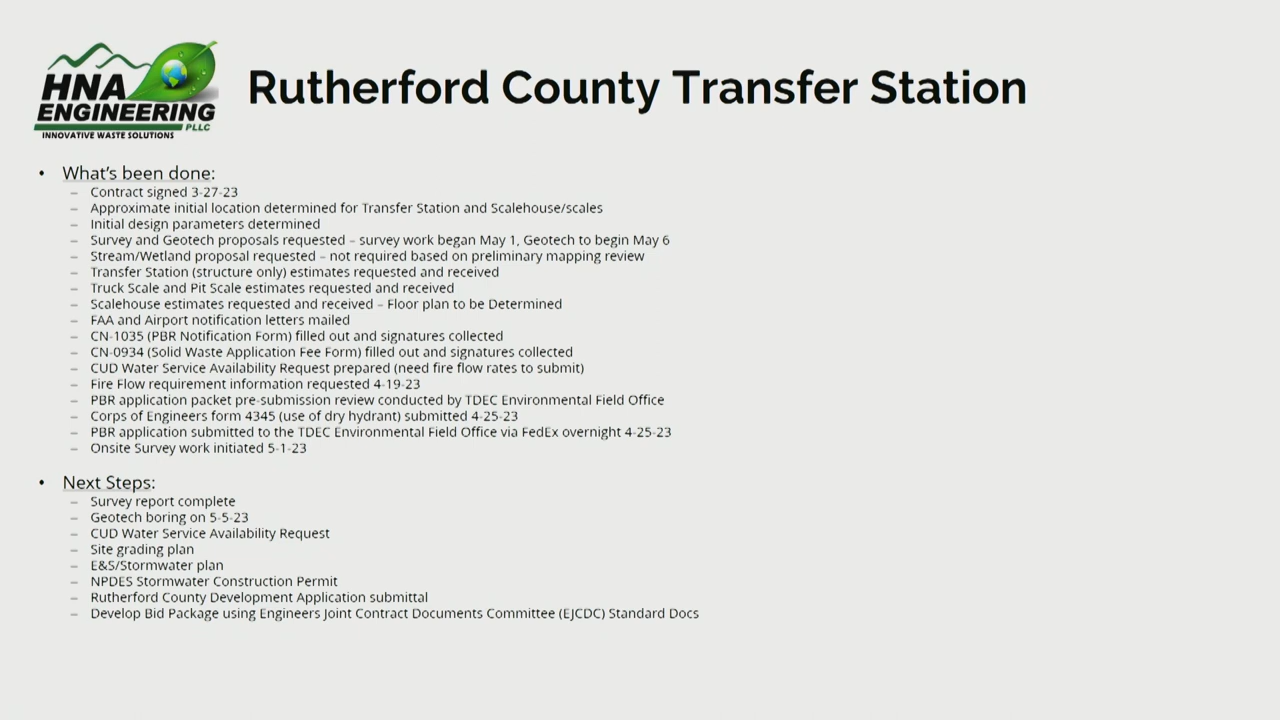 HNA
ENGINEERING
PLLC
INNOVATIVE WASTE SOLUTIONS
Rutherford County Transfer Station
• What's been done:
– Contract signed 3-27-23
– Approximate initial location determined for Transfer Station and Scalehouse/scales
– Initial design parameters determined
– Survey and Geotech proposals requested – survey work began May 1, Geotech to begin May 6
– Stream/Wetland proposal requested – not required based on preliminary mapping review
– Transfer Station (structure only) estimates requested and received
– Truck Scale and Pit Scale estimates requested and received
– Scalehouse estimates requested and received – Floor plan to be Determined
– FAA and Airport notification letters mailed
– CN-1035 (PBR Notification Form) filled out and signatures collected
– CN-0934 (Solid Waste Application Fee Form) filled out and signatures collected
– CUD Water Service Availability Request prepared (need fire flow rates to submit)
– Fire Flow requirement information requested 4-19-23
– PBR application packet pre-submission review conducted by TDEC Environmental Field Office
– Corps of Engineers form 4345 (use of dry hydrant) submitted 4-25-23
– PBR application submitted to the TDEC Environmental Field Office via FedEx overnight 4-25-23
– Onsite Survey work initiated 5-1-23
• Next Steps:
– Survey report complete
– Geotech boring on 5-5-23
– CUD Water Service Availability Request
– Site grading plan
– E&S/Stormwater plan
– NPDES Stormwater Construction Permit
– Rutherford County Development Application submittal
– Develop Bid Package using Engineers Joint Contract Documents Committee (EJCDC) Standard Docs